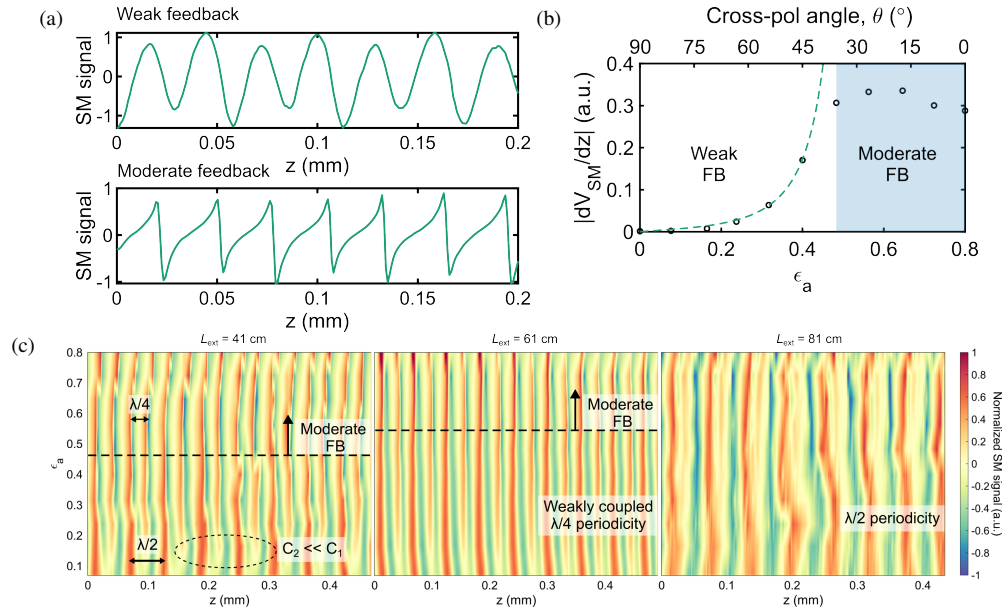 (a)
Weak feedback
SM signal
1
0
-1
0 0.05 0.1 0.15 0.2
z (mm)
Moderate feedback
SM signal
1
0
-1
0 0.05 0.1 0.15 0.2
z (mm)
(b)
Cross-pol angle, θ (°)
90 75 60 45 30 15 0
|dV_SM/dz| (a.u.)
0.4
0.3
0.2
0.1
0
Weak
FB
Moderate
FB
0 0.2 0.4 0.6 0.8
ϵ_a
(c)
L_ext = 41 cm
L_ext = 61 cm
L_ext = 81 cm
ϵ_a
0.8
0.7
0.6
0.5
0.4
0.3
0.2
0.1
λ/4
Moderate
FB
λ/2
C₂ << C₁
0 0.1 0.2 0.3 0.4
z (mm)
Moderate
FB
Weakly coupled
λ/4 periodicity
0 0.1 0.2 0.3 0.4
z (mm)
λ/2 periodicity
0 0.1 0.2 0.3 0.4
z (mm)
1
0.8
0.6
0.4
0.2
0
-0.2
-0.4
-0.6
-0.8
-1
Normalized SM signal (a.u.)